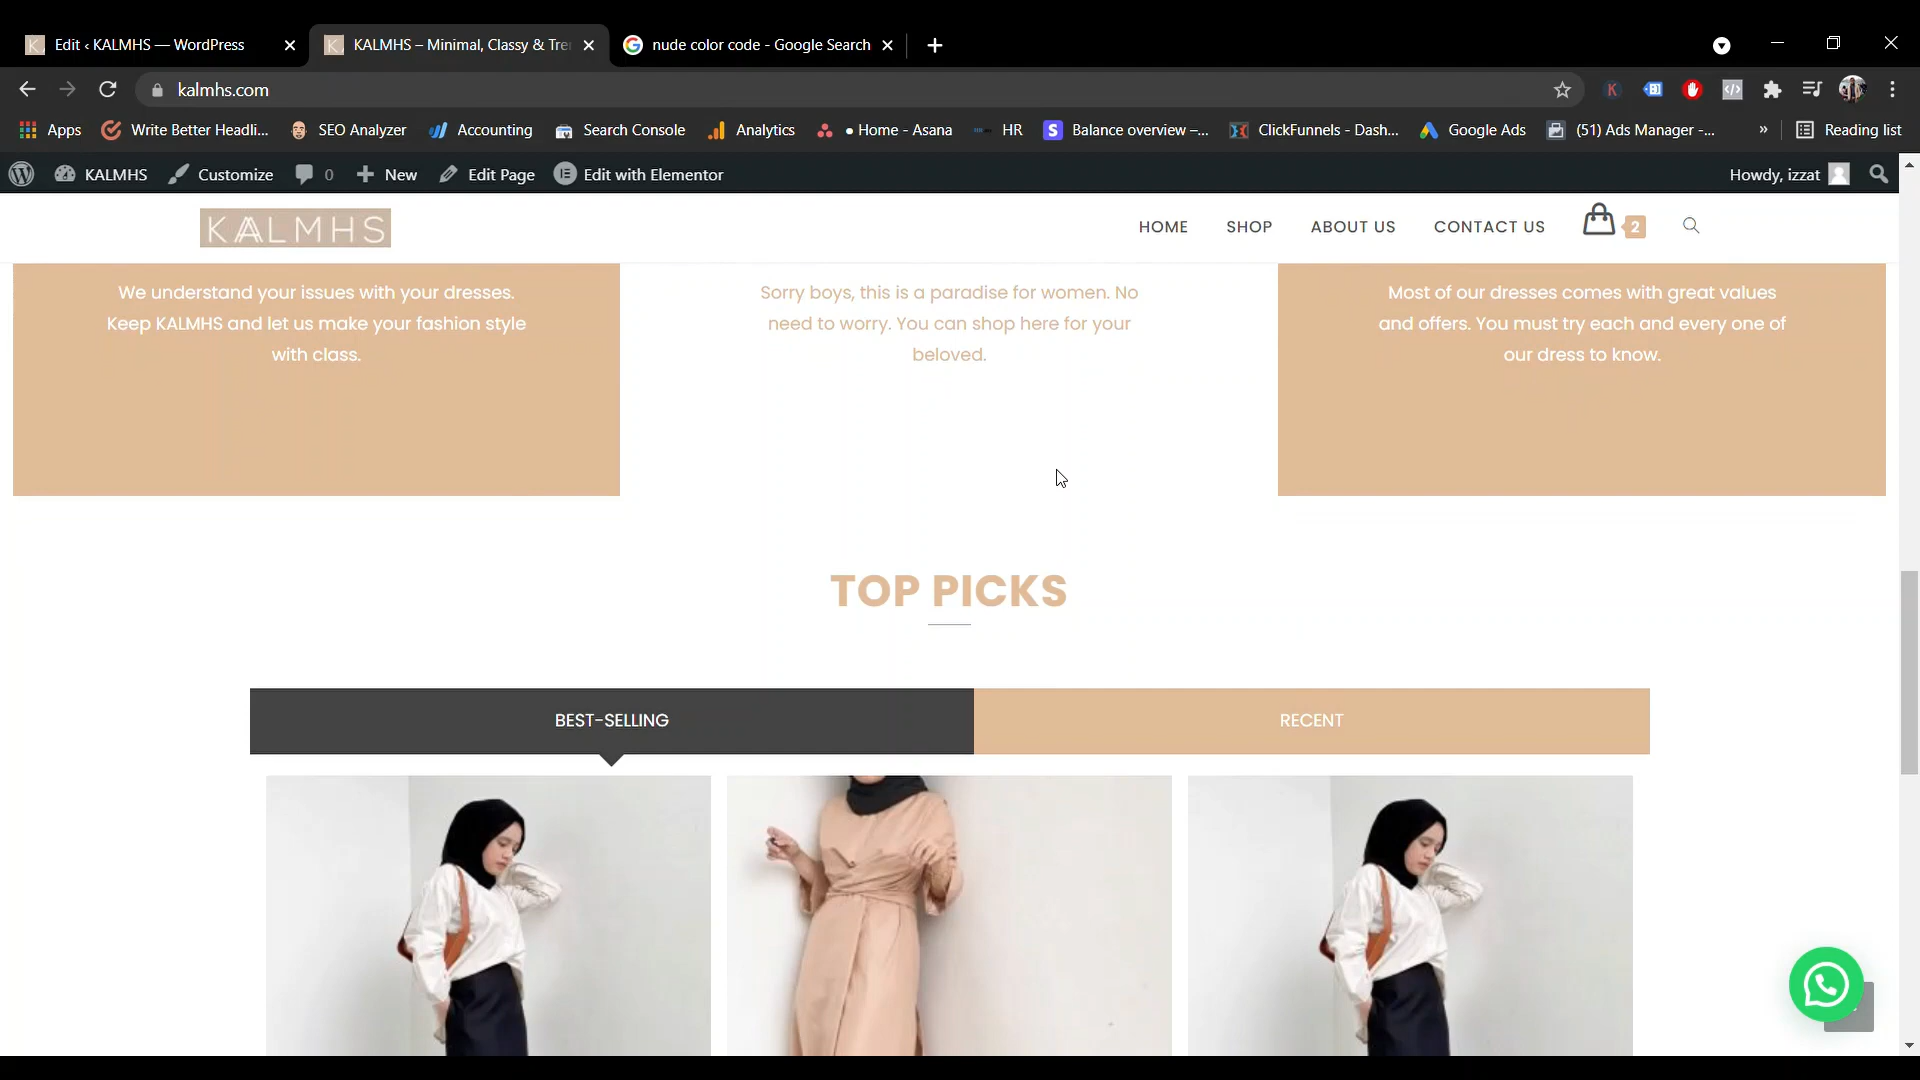 Edit ‹ KALMHS — WordPress
KALMHS – Minimal, Classy & Tre
nude color code - Google Search
kalmhs.com
Apps
Write Better Headli...
SEO Analyzer
Accounting
Search Console
Analytics
● Home - Asana
HR
Balance overview –...
ClickFunnels - Dash...
Google Ads
(51) Ads Manager -...
»
Reading list
KALMHS
Customize
0
New
Edit Page
Edit with Elementor
Howdy, izzat
KALMHS
HOME
SHOP
ABOUT US
CONTACT US
2
We understand your issues with your dresses.
Keep KALMHS and let us make your fashion style
with class.
Sorry boys, this is a paradise for women. No
need to worry. You can shop here for your
beloved.
Most of our dresses comes with great values
and offers. You must try each and every one of
our dress to know.
TOP PICKS
BEST-SELLING
RECENT